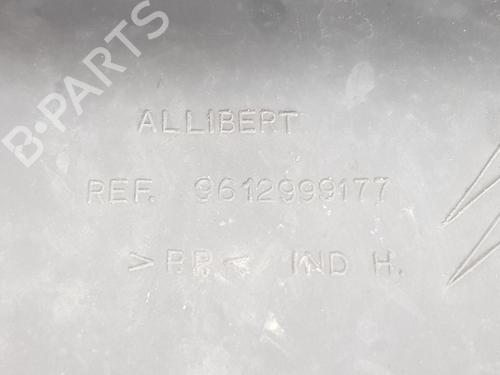 B-PARTS
ALLIBERT
REF. 9612999177
>PP< IND H.